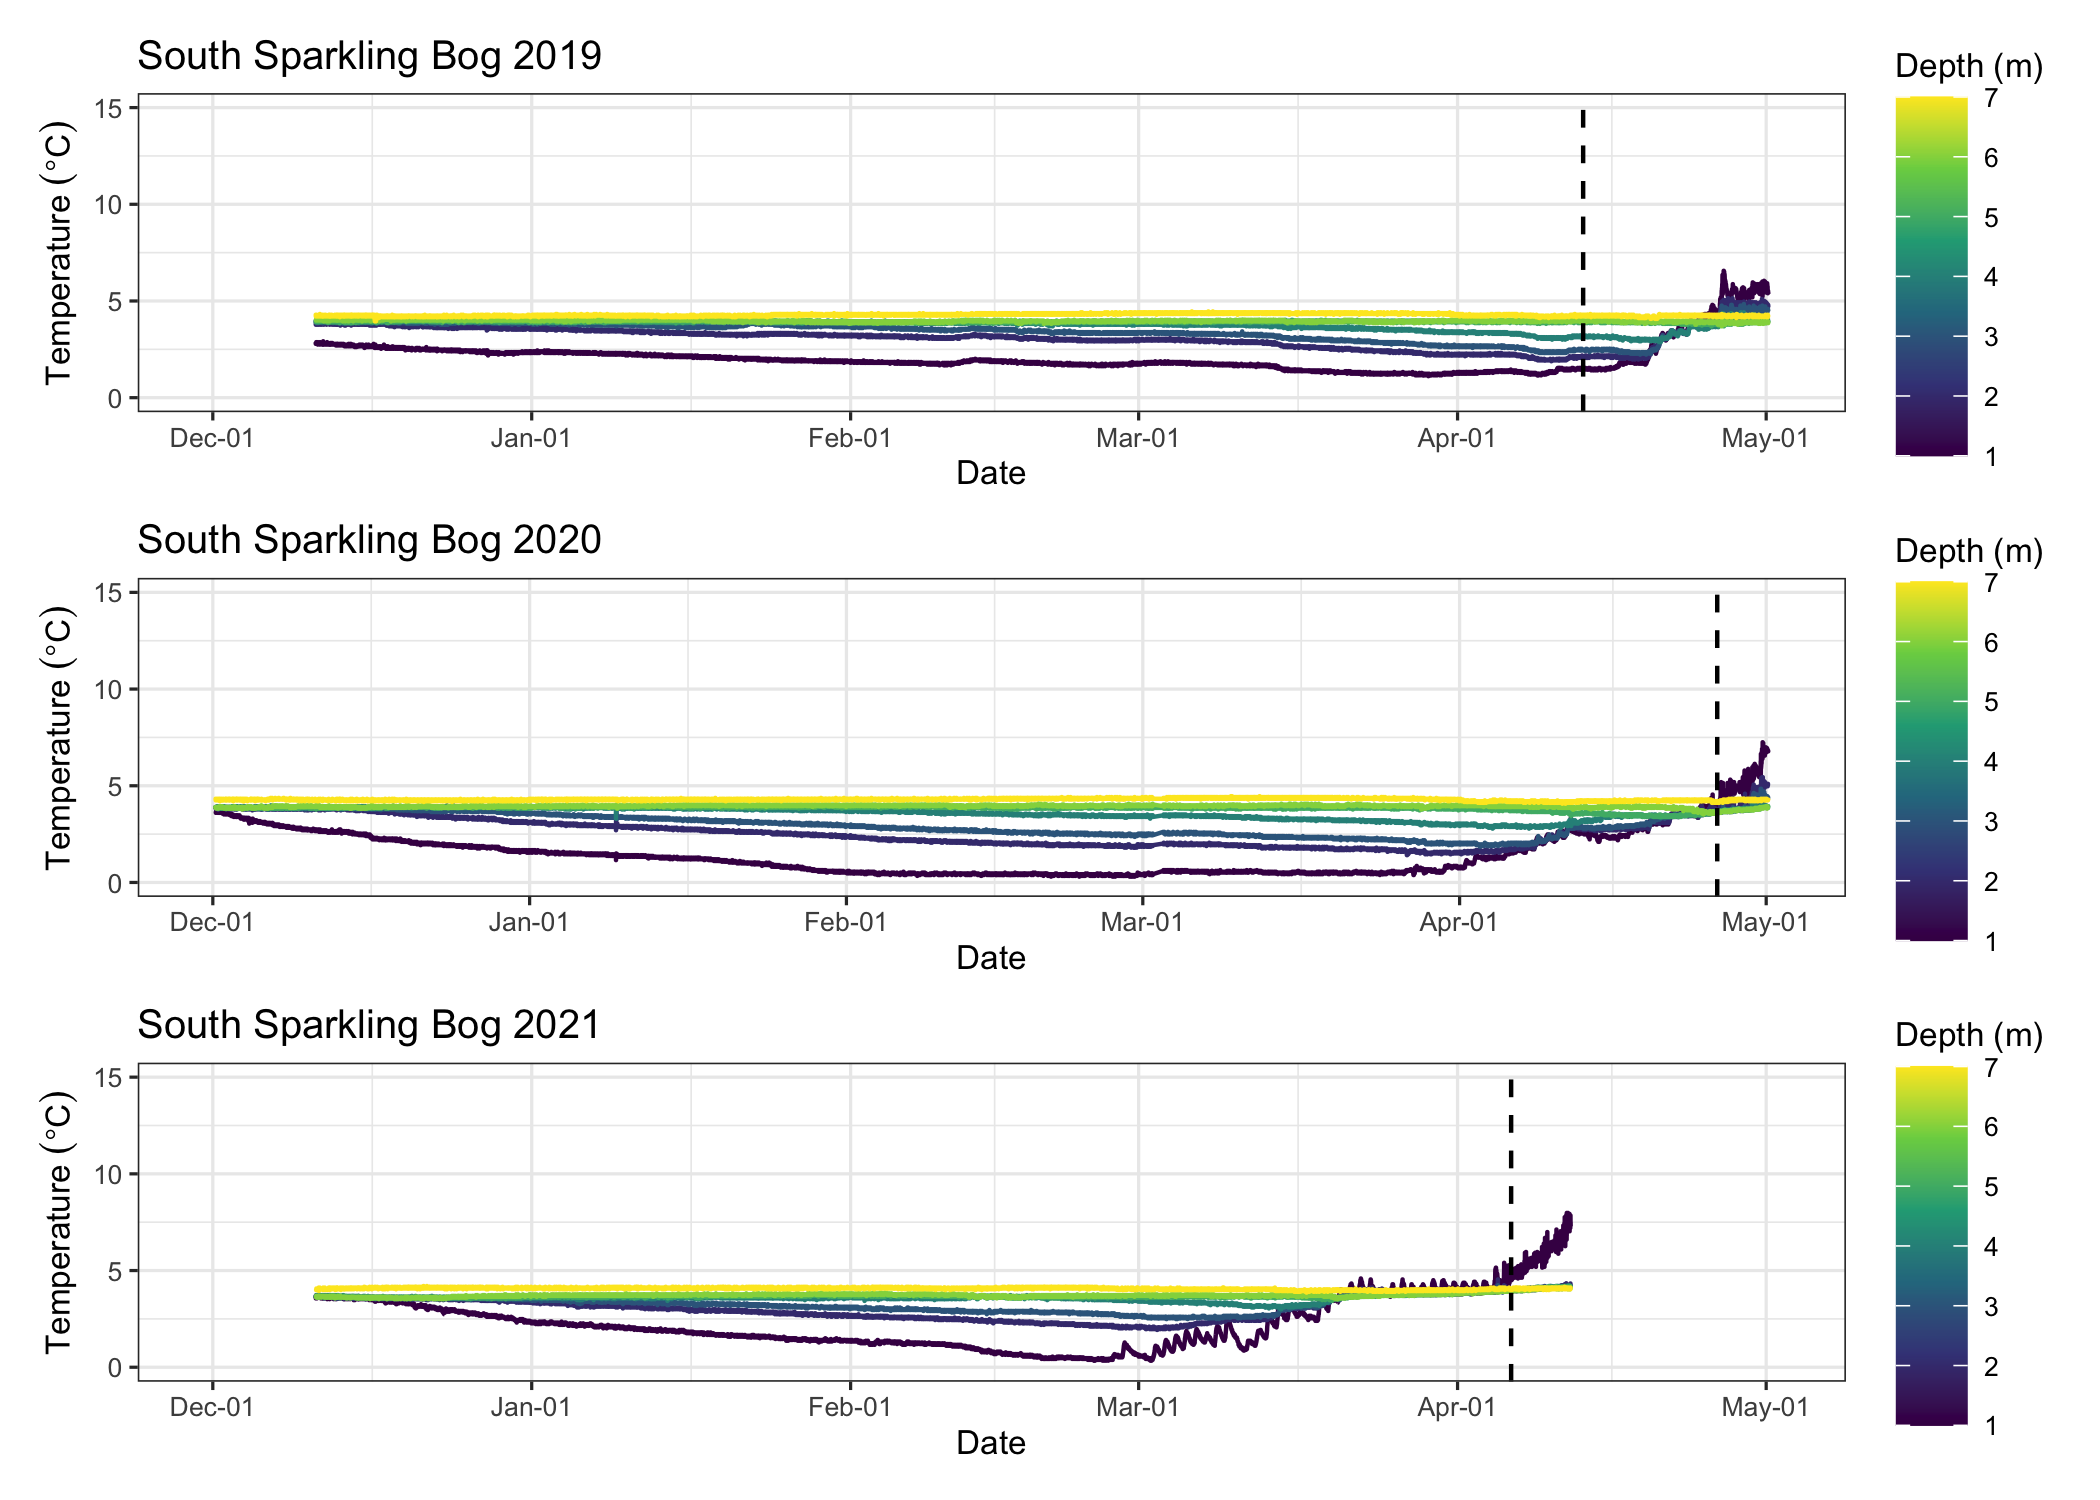 South Sparkling Bog 2019
Depth (m)
Temperature (°C)
15
10
5
0
Dec-01 Jan-01 Feb-01 Mar-01 Apr-01 May-01
Date
7
6
5
4
3
2
1
South Sparkling Bog 2020
Depth (m)
Temperature (°C)
15
10
5
0
Dec-01 Jan-01 Feb-01 Mar-01 Apr-01 May-01
Date
7
6
5
4
3
2
1
South Sparkling Bog 2021
Depth (m)
Temperature (°C)
15
10
5
0
Dec-01 Jan-01 Feb-01 Mar-01 Apr-01 May-01
Date
7
6
5
4
3
2
1